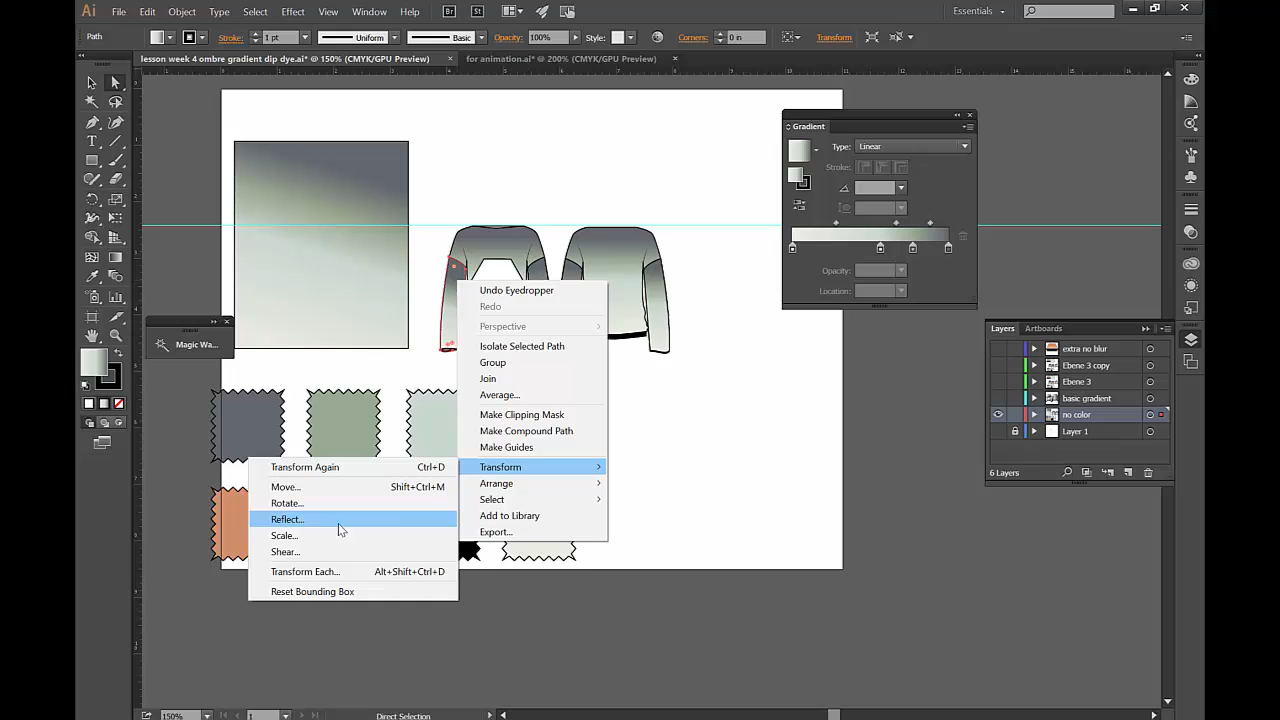 Ai File Edit Object Type Select Effect View Window Help Br St Essentials
Path Stroke: 1 pt Uniform Basic Opacity: 100% Style: Corners: 0 in Transform
lesson week 4 ombre gradient dip dye.ai* @ 150% (CMYK/GPU Preview) for animation.ai* @ 200% (CMYK/GPU Preview)
Gradient
Type: Linear
Stroke:
Opacity:
Location:
Magic Wa...
Undo Eyedropper
Redo
Perspective
Isolate Selected Path
Group
Join
Average...
Make Clipping Mask
Make Compound Path
Make Guides
Transform
Arrange
Select
Add to Library
Export...
Transform Again Ctrl+D
Move... Shift+Ctrl+M
Rotate...
Reflect...
Scale...
Shear...
Transform Each... Alt+Shift+Ctrl+D
Reset Bounding Box
Layers Artboards
extra no blur
Ebene 3 copy
Ebene 3
basic gradient
no color
Layer 1
6 Layers
150% 1 Direct Selection